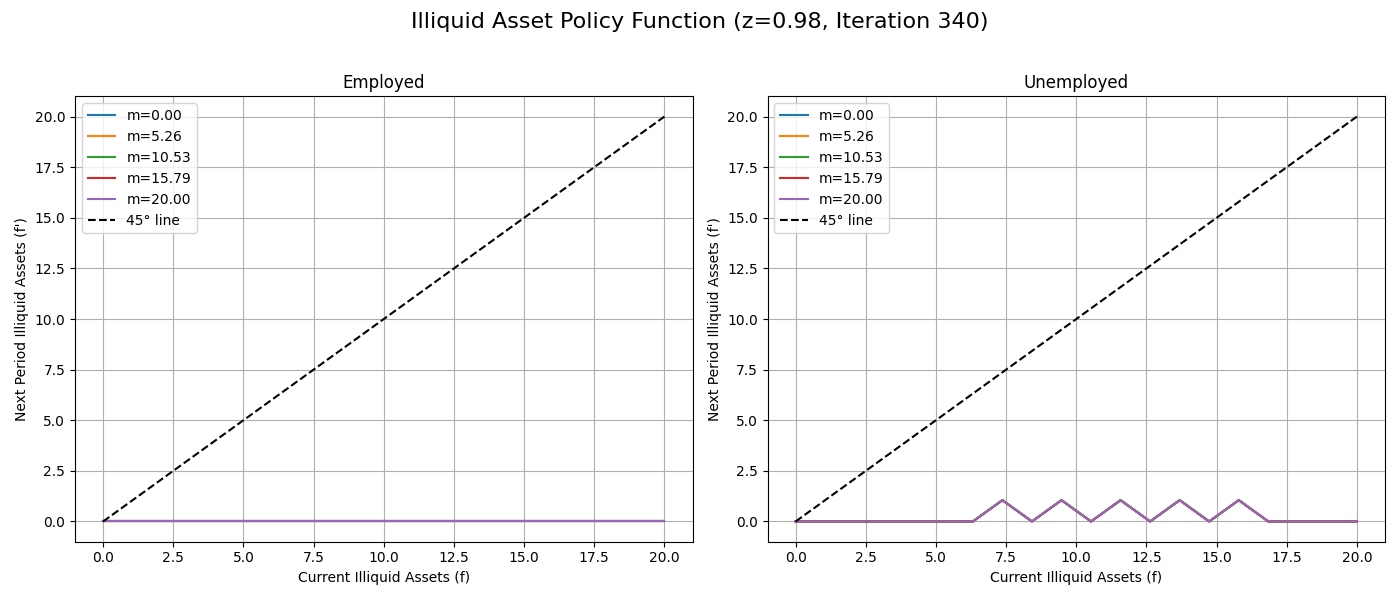 Illiquid Asset Policy Function (z=0.98, Iteration 340)
Employed
m=0.00
m=5.26
m=10.53
m=15.79
m=20.00
45° line
20.0
17.5
15.0
12.5
10.0
7.5
5.0
2.5
0.0
Next Period Illiquid Assets (f')
0.0 2.5 5.0 7.5 10.0 12.5 15.0 17.5 20.0
Current Illiquid Assets (f)
Unemployed
m=0.00
m=5.26
m=10.53
m=15.79
m=20.00
45° line
20.0
17.5
15.0
12.5
10.0
7.5
5.0
2.5
0.0
Next Period Illiquid Assets (f')
0.0 2.5 5.0 7.5 10.0 12.5 15.0 17.5 20.0
Current Illiquid Assets (f)